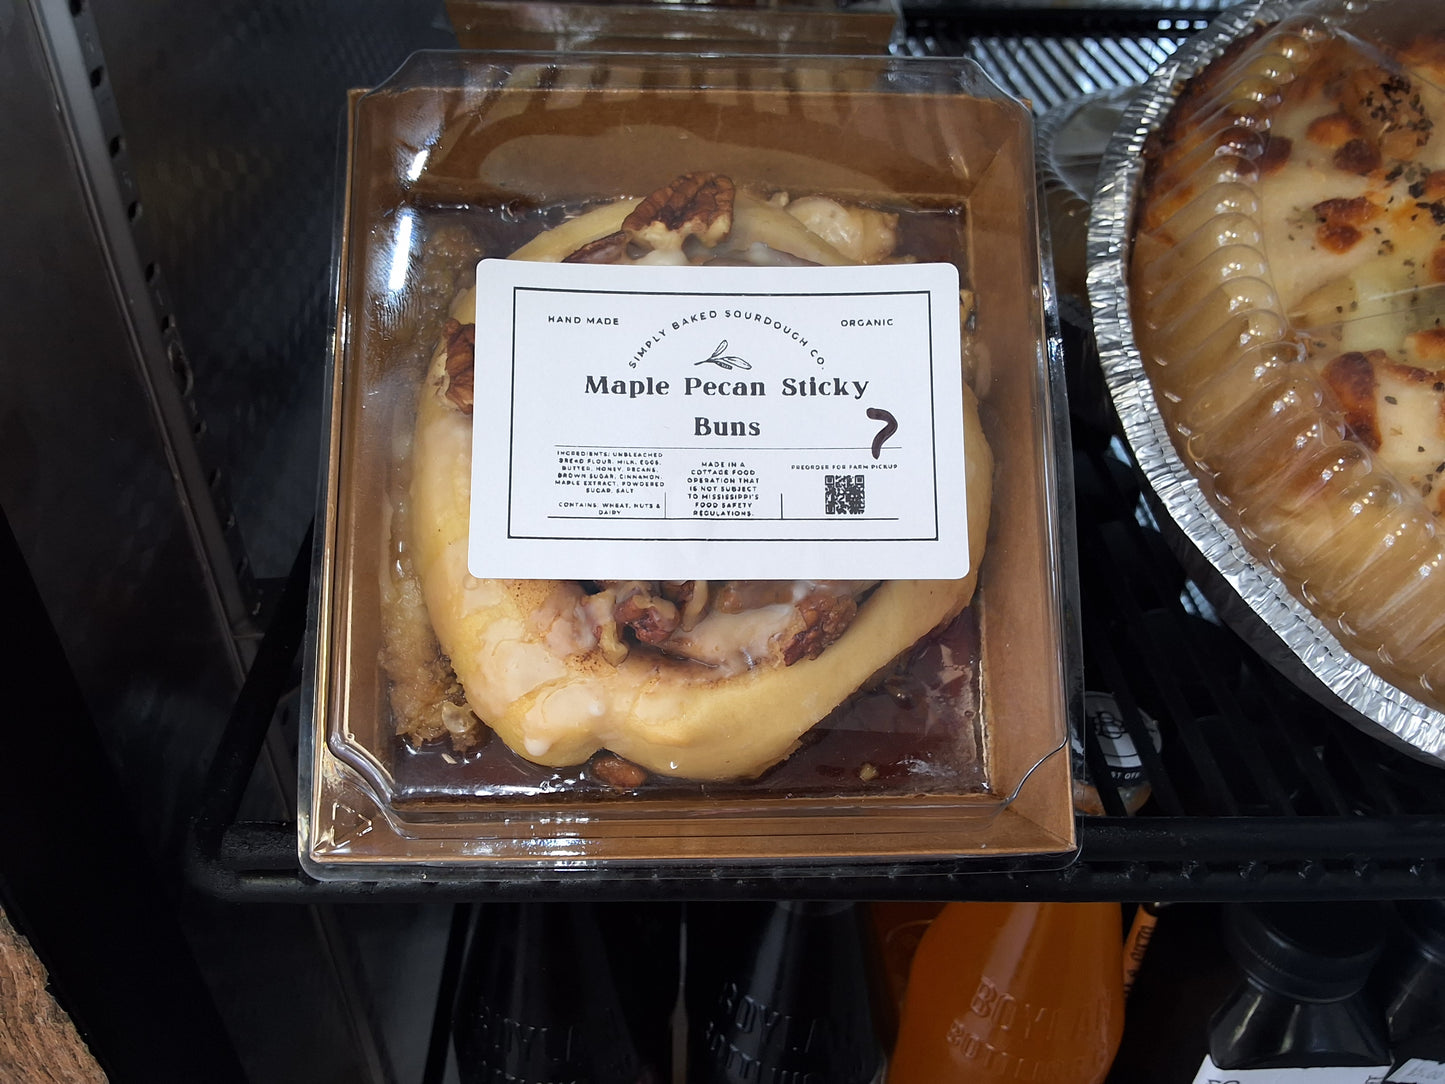 HAND MADE
ORGANIC
SIMPLY BAKED SOURDOUGH CO.
Maple Pecan Sticky
Buns
7
INGREDIENTS: UNBLEACHED
BREAD FLOUR, MILK, EGGS,
BUTTER, HONEY, PECANS,
BROWN SUGAR, CINNAMON,
MAPLE EXTRACT, POWDERED
SUGAR, SALT
CONTAINS: WHEAT, NUTS &
DAIRY
MADE IN A
COTTAGE FOOD
OPERATION THAT
IS NOT SUBJECT
TO MISSISSIPPI'S
FOOD SAFETY
REGULATIONS.
PREORDER FOR FARM PICKUP
BOYLAN
BOTTLING